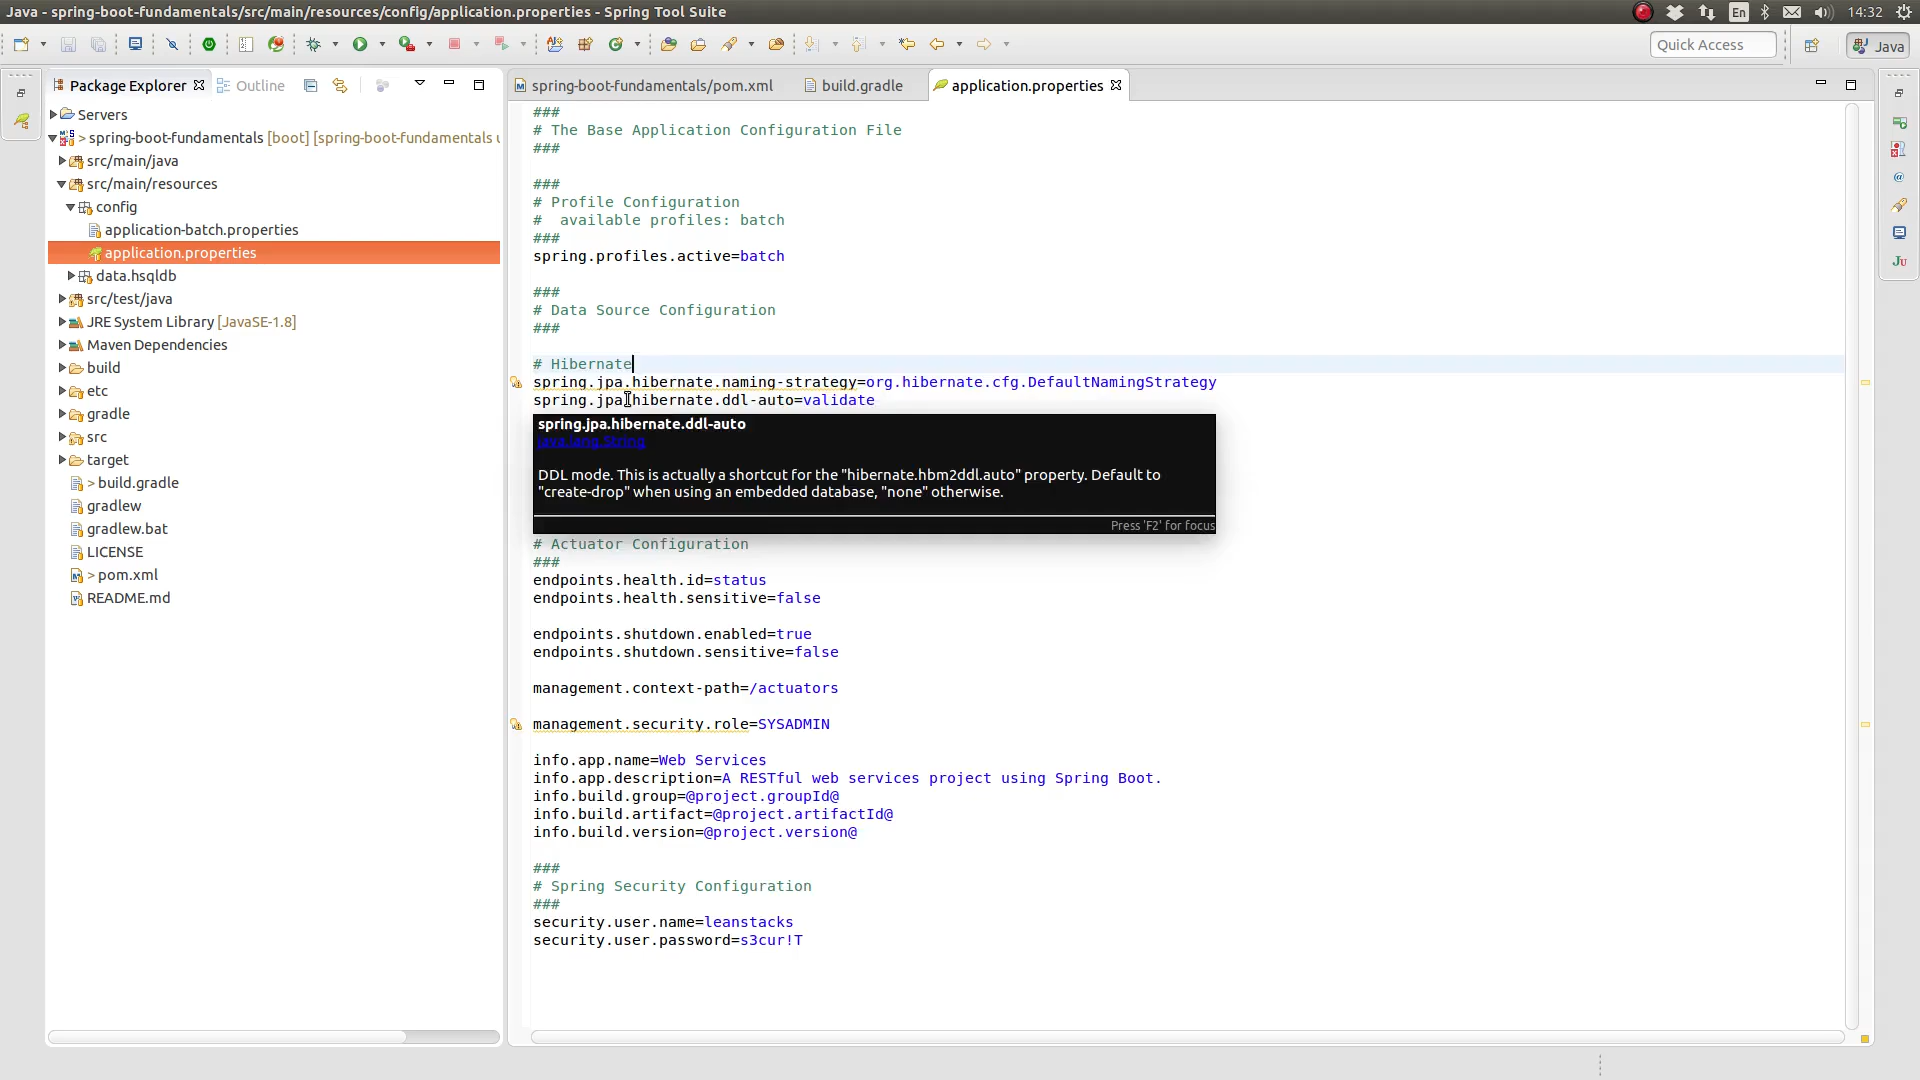 Java - spring-boot-fundamentals/src/main/resources/config/application.properties - Spring Tool Suite
En
14:32
Quick Access
Java
Package Explorer
Outline
spring-boot-fundamentals/pom.xml
build.gradle
application.properties
Servers
> spring-boot-fundamentals [boot] [spring-boot-fundamentals
src/main/java
src/main/resources
config
application-batch.properties
application.properties
data.hsqldb
src/test/java
JRE System Library [JavaSE-1.8]
Maven Dependencies
build
etc
gradle
src
target
> build.gradle
gradlew
gradlew.bat
LICENSE
> pom.xml
README.md
###
# The Base Application Configuration File
###
###
# Profile Configuration
#  available profiles: batch
###
spring.profiles.active=batch
###
# Data Source Configuration
###
# Hibernate
spring.jpa.hibernate.naming-strategy=org.hibernate.cfg.DefaultNamingStrategy
spring.jpa.hibernate.ddl-auto=validate
spring.jpa.hibernate.ddl-auto
java.lang.String
DDL mode. This is actually a shortcut for the "hibernate.hbm2ddl.auto" property. Default to
"create-drop" when using an embedded database, "none" otherwise.
Press 'F2' for focus
# Actuator Configuration
###
endpoints.health.id=status
endpoints.health.sensitive=false
endpoints.shutdown.enabled=true
endpoints.shutdown.sensitive=false
management.context-path=/actuators
management.security.role=SYSADMIN
info.app.name=Web Services
info.app.description=A RESTful web services project using Spring Boot.
info.build.group=@project.groupId@
info.build.artifact=@project.artifactId@
info.build.version=@project.version@
###
# Spring Security Configuration
###
security.user.name=leanstacks
security.user.password=s3cur!T